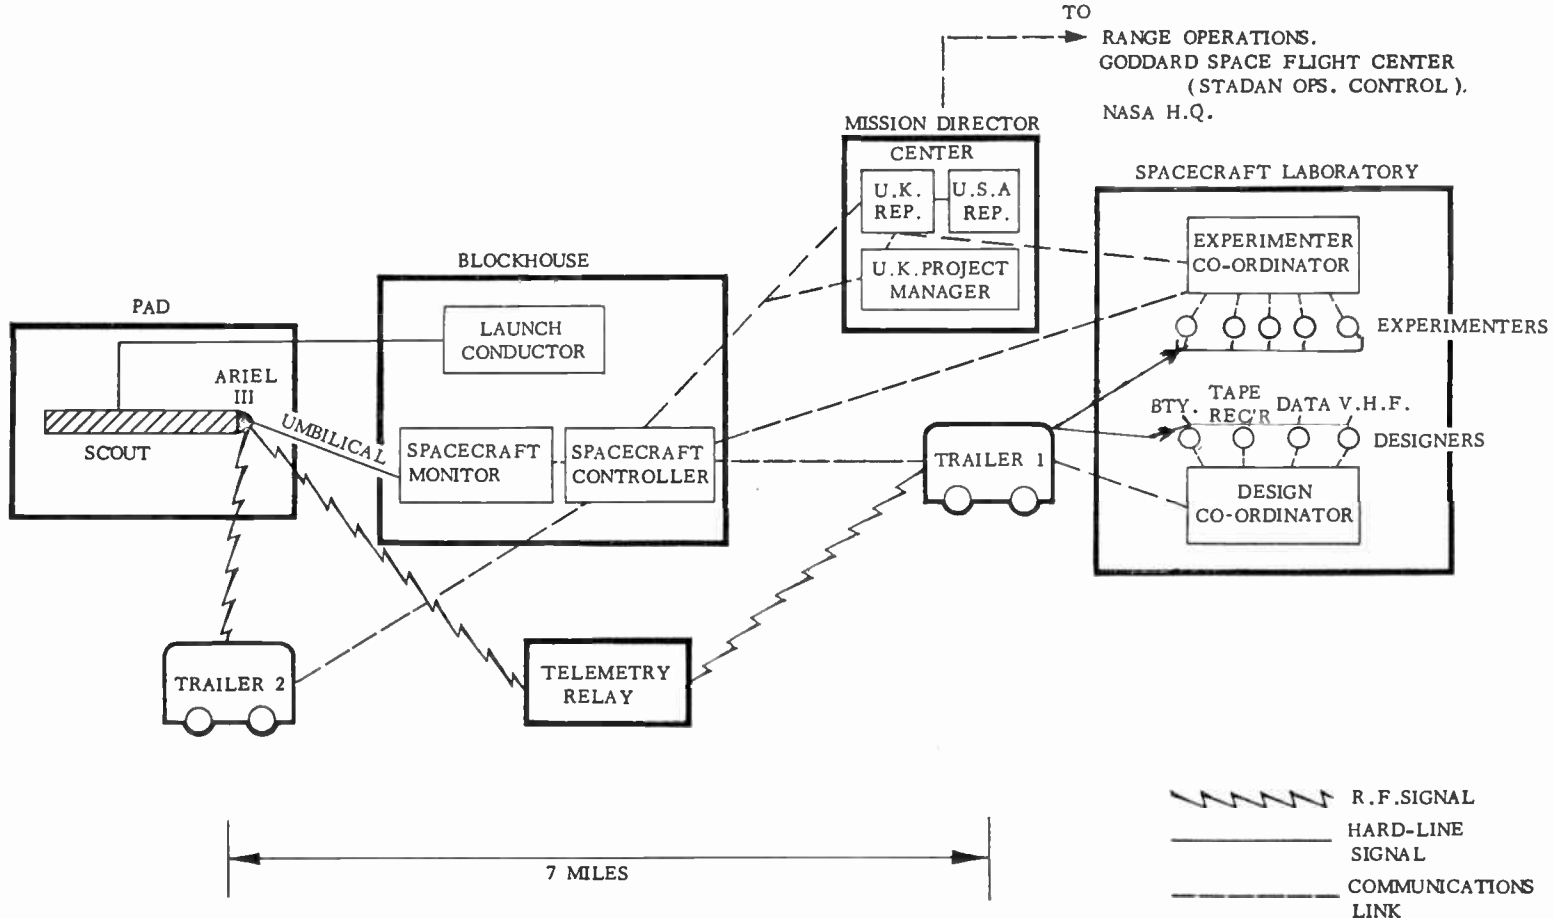 TO
RANGE OPERATIONS.
GODDARD SPACE FLIGHT CENTER
(STADAN OPS. CONTROL).
NASA H.Q.
MISSION DIRECTOR
CENTER
U.K.
REP.
U.S.A
REP.
U.K.PROJECT
MANAGER
SPACECRAFT LABORATORY
EXPERIMENTER
CO-ORDINATOR
EXPERIMENTERS
BTY.
TAPE
REC'R
DATA
V.H.F.
DESIGNERS
DESIGN
CO-ORDINATOR
BLOCKHOUSE
LAUNCH
CONDUCTOR
SPACECRAFT
MONITOR
SPACECRAFT
CONTROLLER
PAD
ARIEL
III
SCOUT
UMBILICAL
TRAILER 1
TRAILER 2
TELEMETRY
RELAY
7 MILES
R.F.SIGNAL
HARD-LINE
SIGNAL
COMMUNICATIONS
LINK